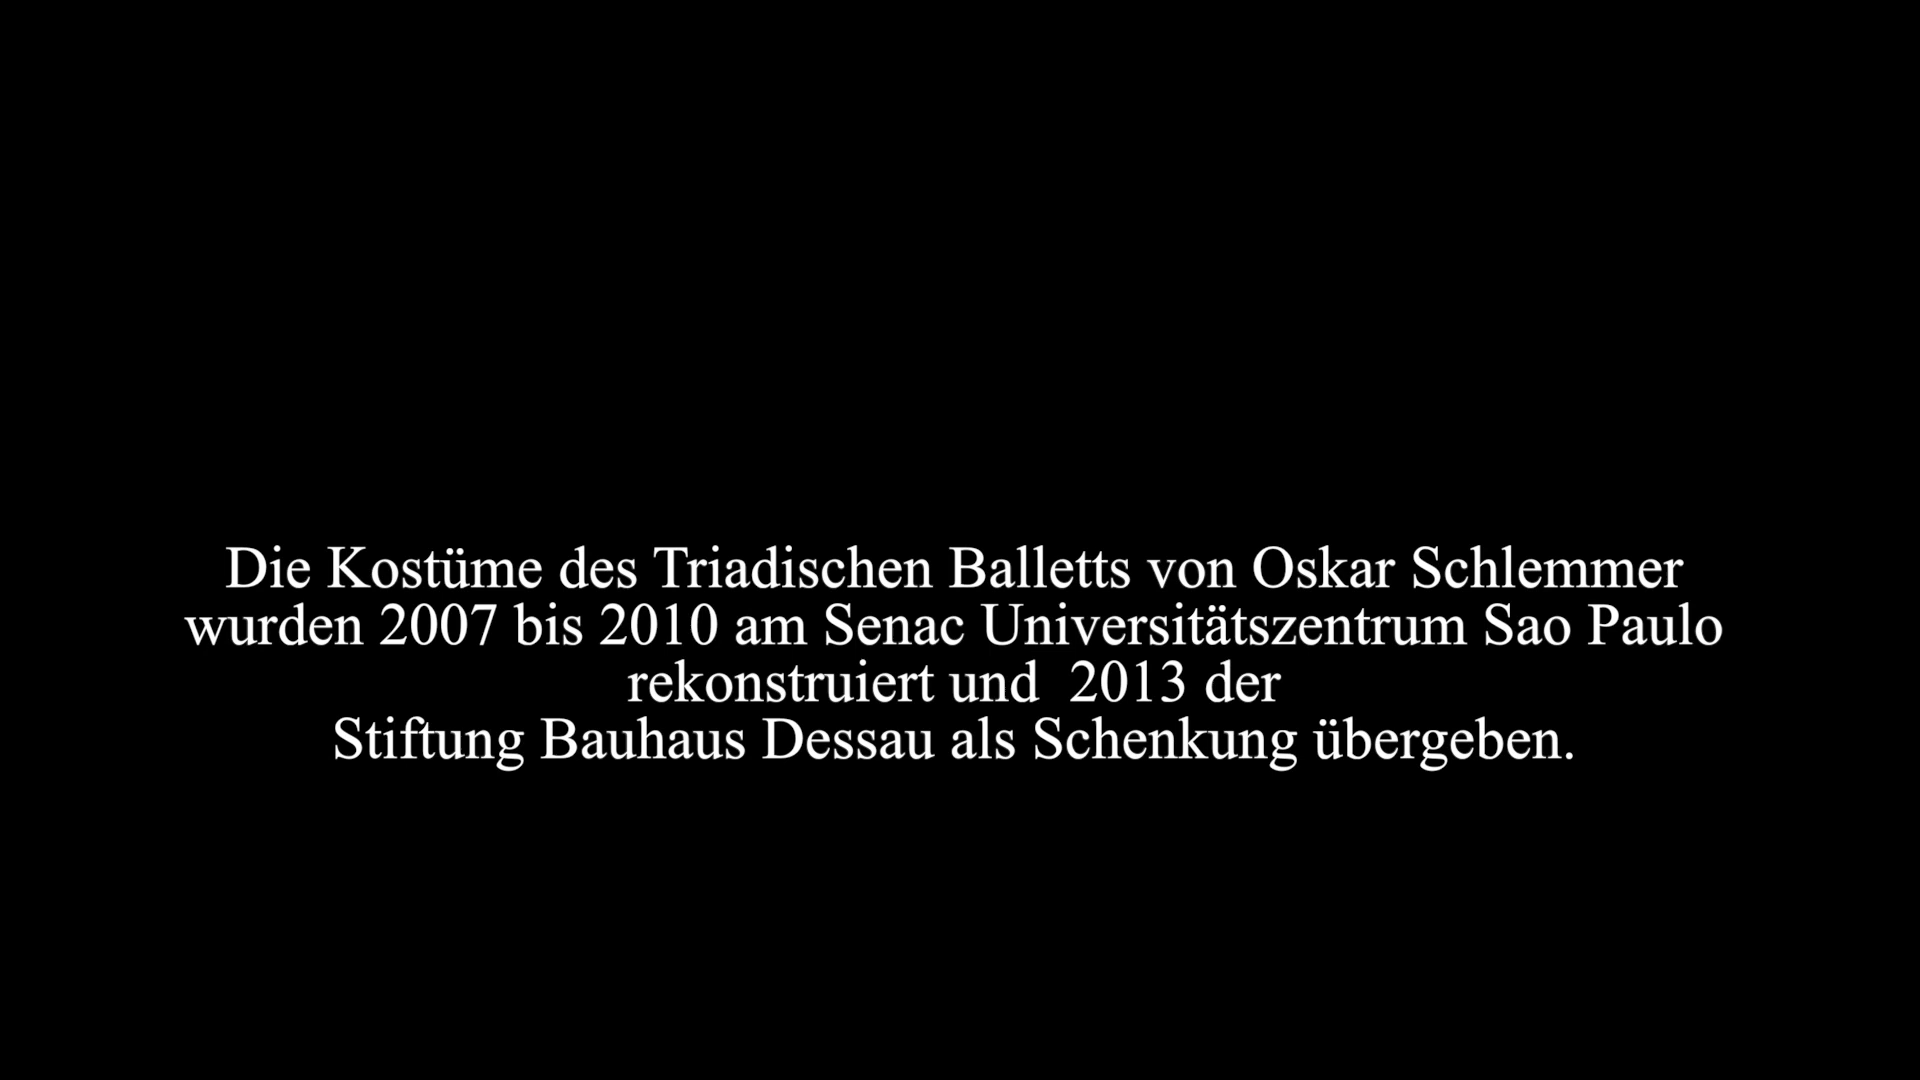 Die Kostüme des Triadischen Balletts von Oskar Schlemmer
wurden 2007 bis 2010 am Senac Universitätszentrum Sao Paulo
rekonstruiert und  2013 der
Stiftung Bauhaus Dessau als Schenkung übergeben.